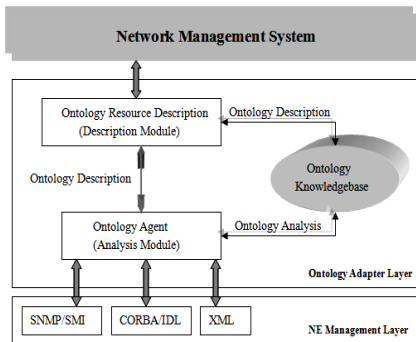 Network Management System
Ontology Resource Description
(Description Module)
Ontology Description
Ontology Description
Ontology
Knowledgebase
Ontology Agent
(Analysis Module)
Ontology Analysis
Ontology Adapter Layer
SNMP/SMI
CORBA/IDL
XML
NE Management Layer